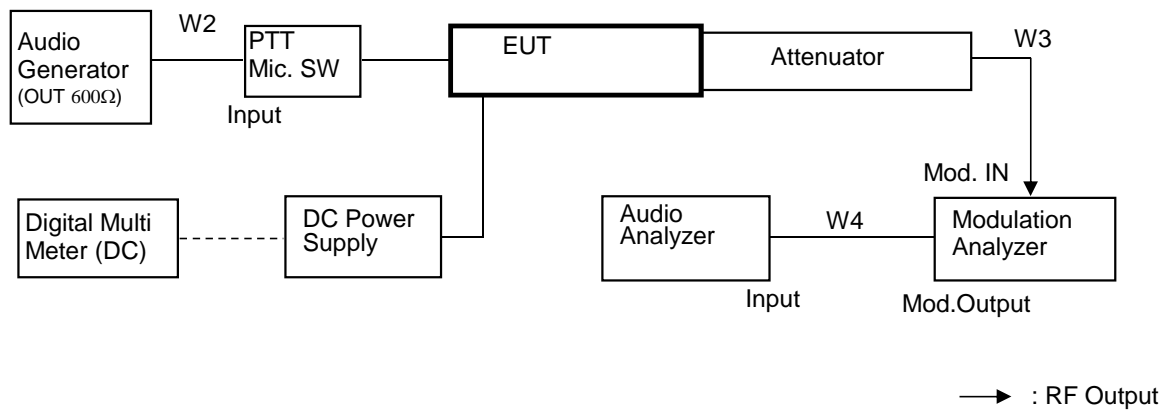 W2
Audio
Generator
(OUT 600Ω)
PTT
Mic. SW
Input
EUT
Attenuator
W3
Mod. IN
Digital Multi
Meter (DC)
DC Power
Supply
Audio
Analyzer
Input
W4
Modulation
Analyzer
Mod.Output
: RF Output